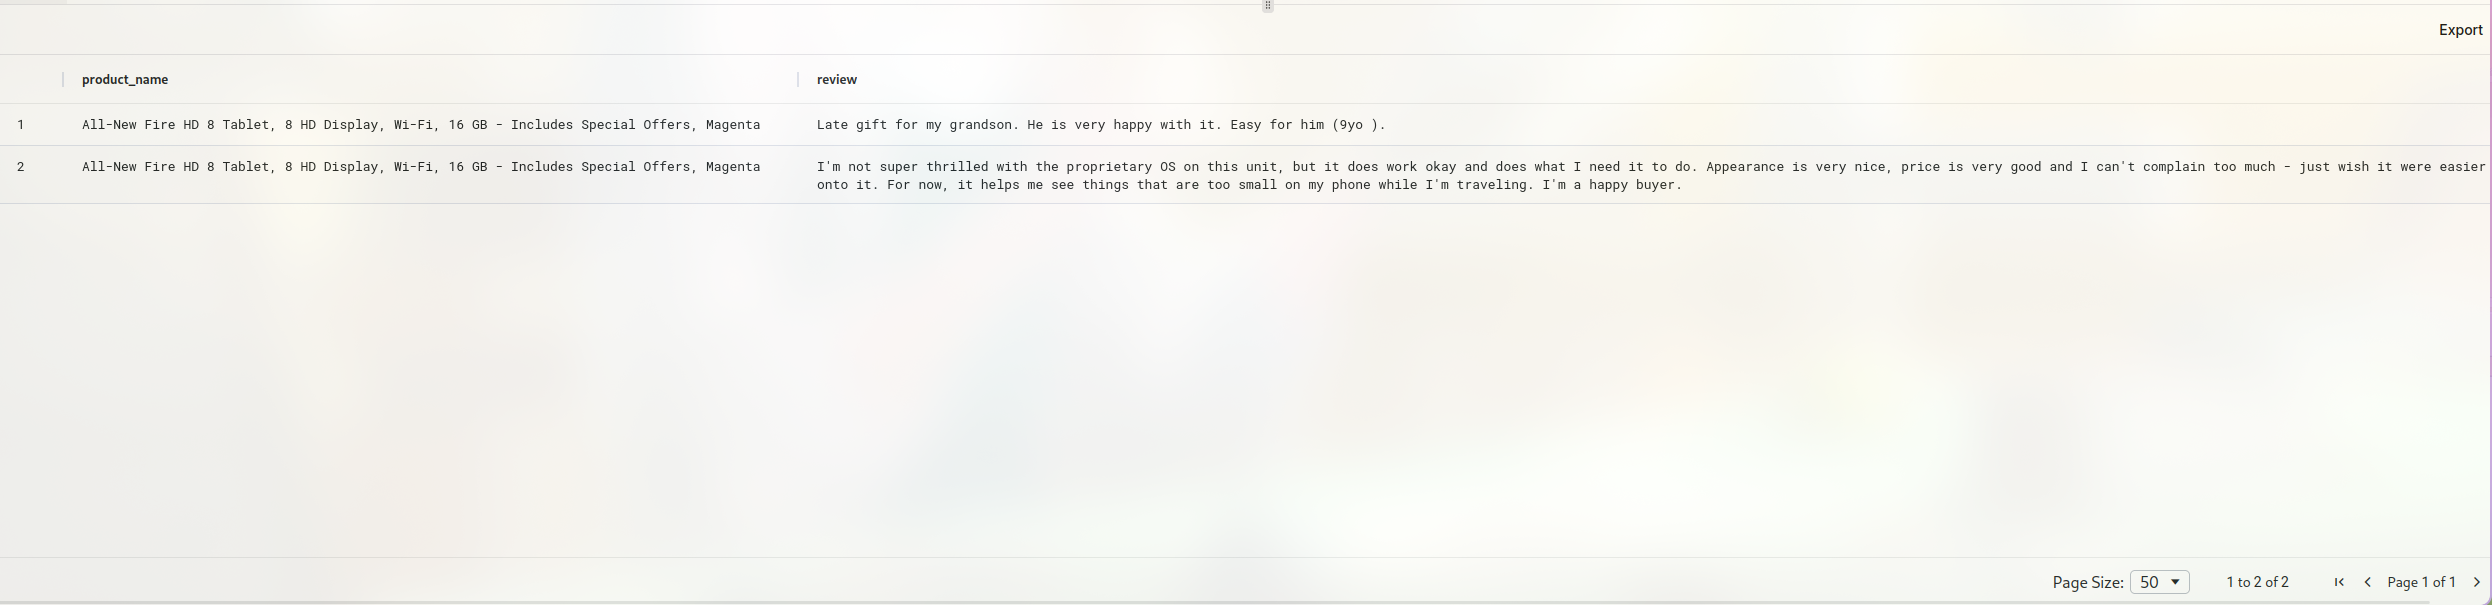 Export
product_name review
1 All-New Fire HD 8 Tablet, 8 HD Display, Wi-Fi, 16 GB - Includes Special Offers, Magenta Late gift for my grandson. He is very happy with it. Easy for him (9yo ).
2 All-New Fire HD 8 Tablet, 8 HD Display, Wi-Fi, 16 GB - Includes Special Offers, Magenta I'm not super thrilled with the proprietary OS on this unit, but it does work okay and does what I need it to do. Appearance is very nice, price is very good and I can't complain too much - just wish it were easier
onto it. For now, it helps me see things that are too small on my phone while I'm traveling. I'm a happy buyer.
Page Size: 50 1 to 2 of 2 Page 1 of 1